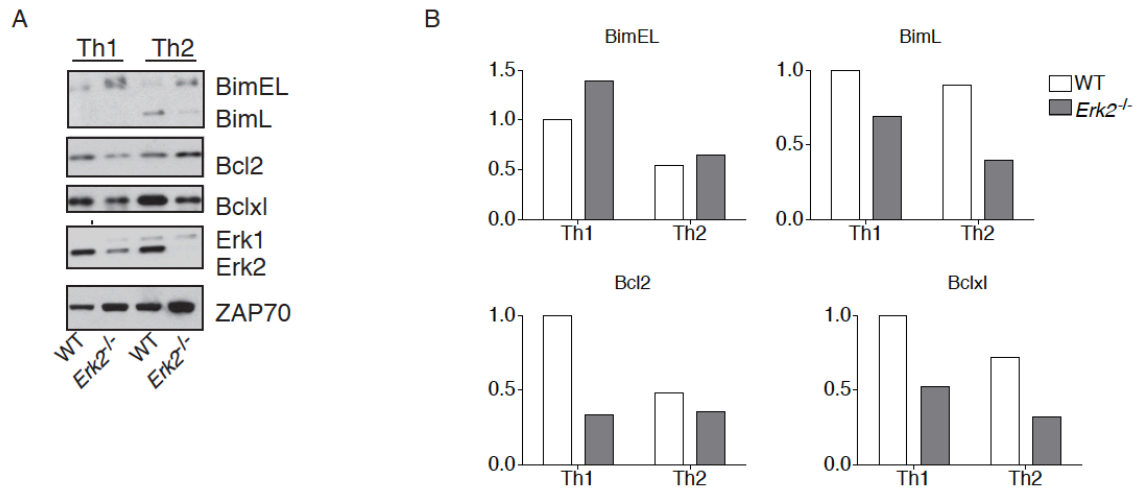 A
Th1 Th2
BimEL
BimL
Bcl2
Bclxl
Erk1
Erk2
ZAP70
WT Erk2-/- WT Erk2-/-
B
BimEL
1.5
1.0
0.5
0.0
Th1 Th2
BimL
1.0
0.5
0.0
Th1 Th2
WT
Erk2-/-
Bcl2
1.0
0.5
0.0
Th1 Th2
Bclxl
1.0
0.5
0.0
Th1 Th2